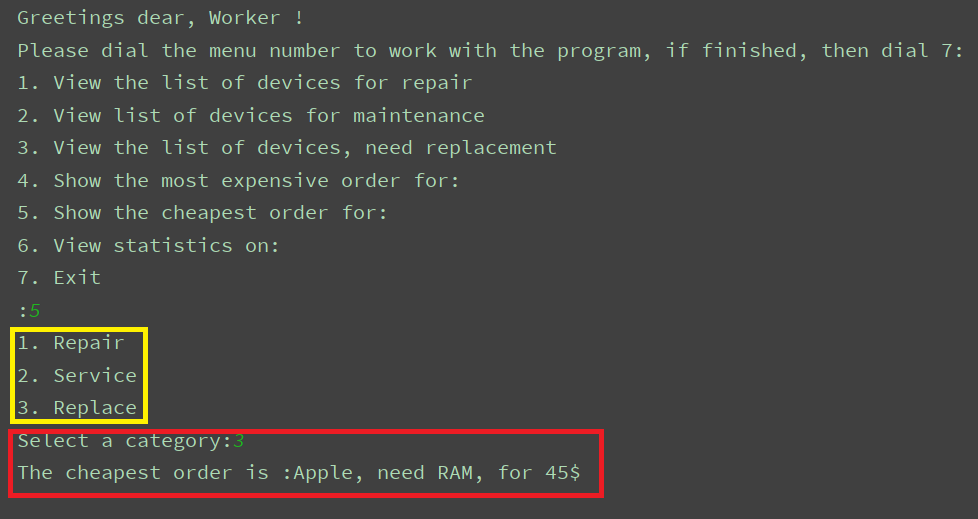 Greetings dear, Worker !
Please dial the menu number to work with the program, if finished, then dial 7:
1. View the list of devices for repair
2. View list of devices for maintenance
3. View the list of devices, need replacement
4. Show the most expensive order for:
5. Show the cheapest order for:
6. View statistics on:
7. Exit
:5
1. Repair
2. Service
3. Replace
Select a category:3
The cheapest order is :Apple, need RAM, for 45$